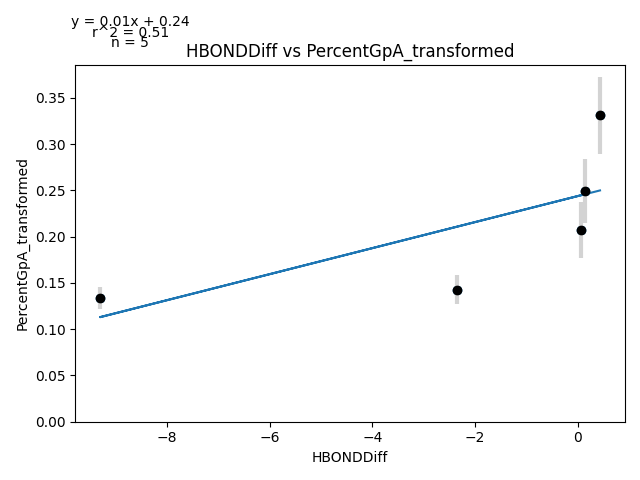 y = 0.01x + 0.24
r^2 = 0.51
n = 5
HBONDDiff vs PercentGpA_transformed
PercentGpA_transformed
0.35
0.30
0.25
0.20
0.15
0.10
0.05
0.00
−8
−6
−4
−2
0
HBONDDiff